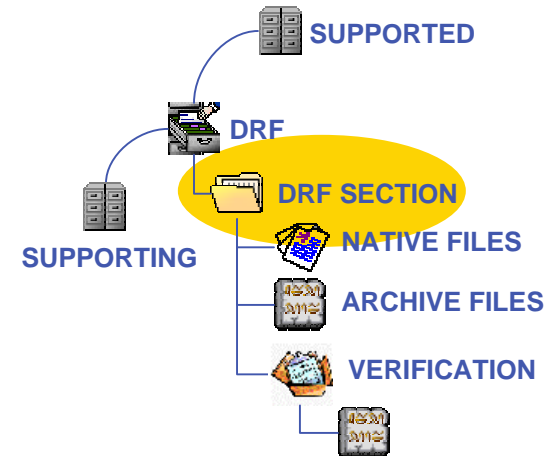 SUPPORTED
DRF
DRF SECTION
NATIVE FILES
SUPPORTING
ARCHIVE FILES
VERIFICATION